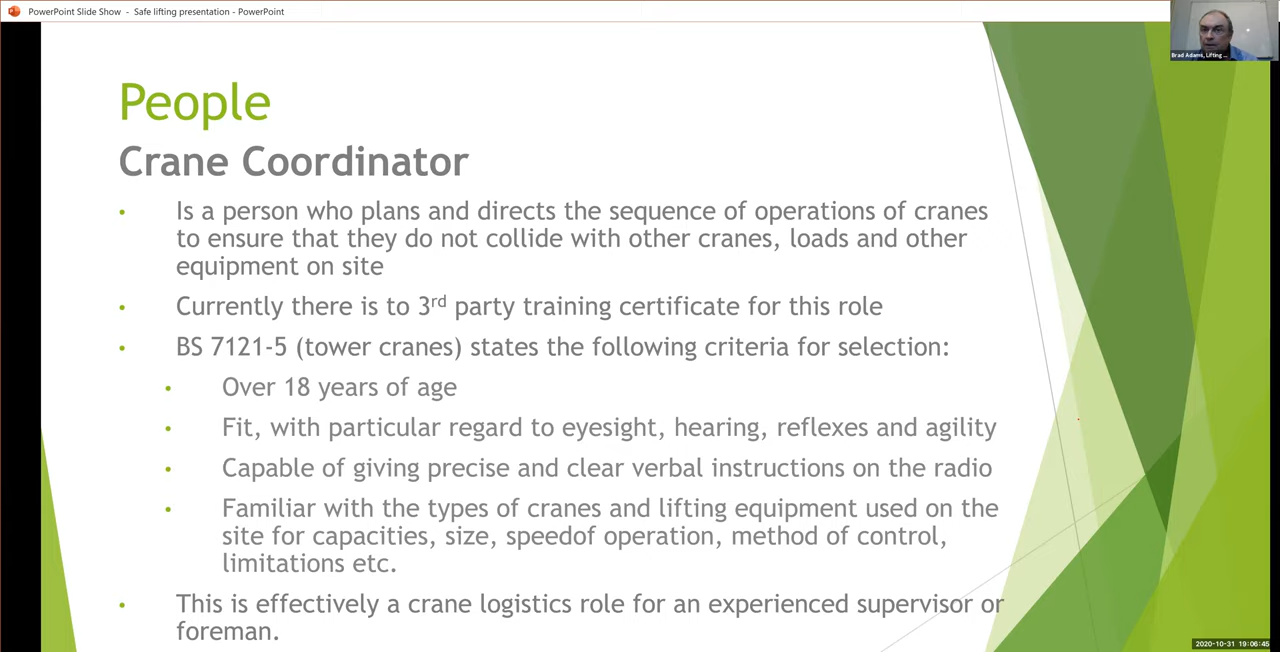 PowerPoint Slide Show - Safe lifting presentation - PowerPoint
Brad Adams, Lifting ...
People
Crane Coordinator
• Is a person who plans and directs the sequence of operations of cranes
to ensure that they do not collide with other cranes, loads and other
equipment on site
• Currently there is to 3rd party training certificate for this role
• BS 7121-5 (tower cranes) states the following criteria for selection:
• Over 18 years of age
• Fit, with particular regard to eyesight, hearing, reflexes and agility
• Capable of giving precise and clear verbal instructions on the radio
• Familiar with the types of cranes and lifting equipment used on the
site for capacities, size, speedof operation, method of control,
limitations etc.
• This is effectively a crane logistics role for an experienced supervisor or
foreman.
2020-10-31 19:06:45